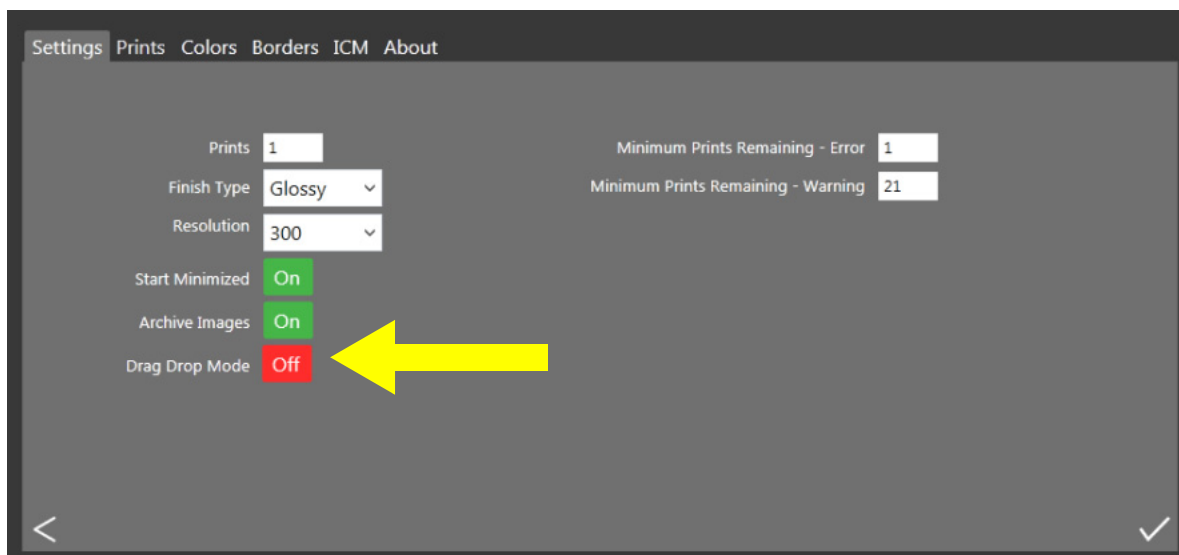 Settings Prints Colors Borders ICM About
Prints 1
Finish Type Glossy
Resolution 300
Start Minimized On
Archive Images On
Drag Drop Mode Off
Minimum Prints Remaining - Error 1
Minimum Prints Remaining - Warning 21